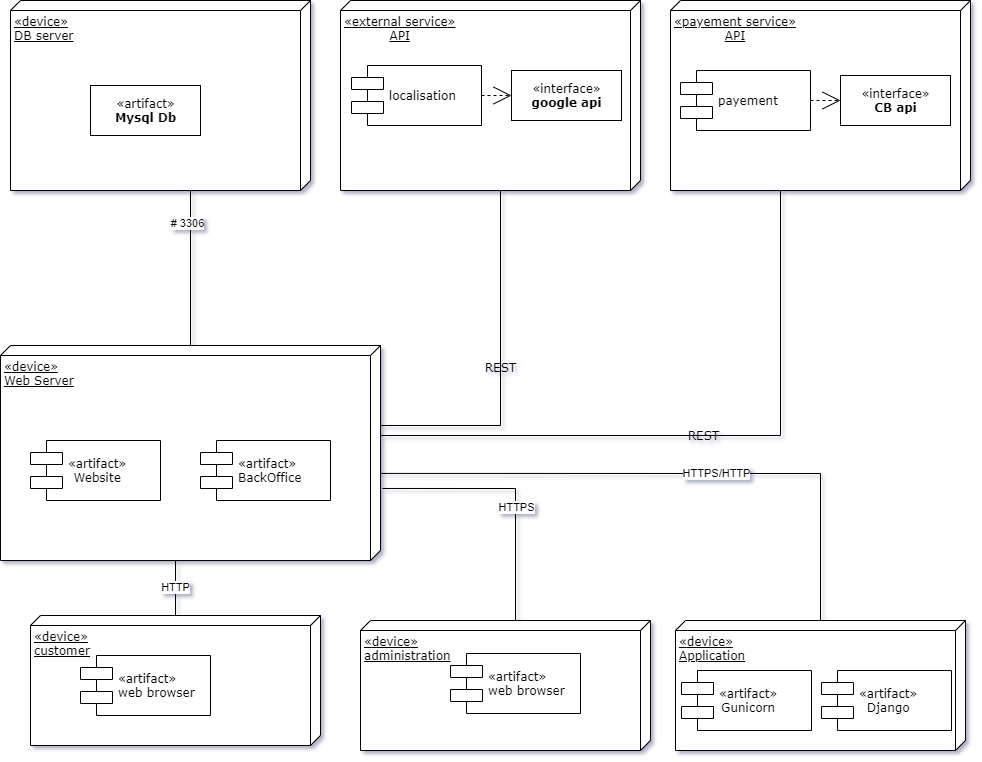 «device»
DB server
«artifact»
Mysql Db
«external service»
API
localisation
«interface»
google api
«payement service»
API
payement
«interface»
CB api
# 3306
REST
REST
«device»
Web Server
«artifact»
Website
«artifact»
BackOffice
HTTPS/HTTP
HTTPS
HTTP
«device»
customer
«artifact»
web browser
«device»
administration
«artifact»
web browser
«device»
Application
«artifact»
Gunicorn
«artifact»
Django